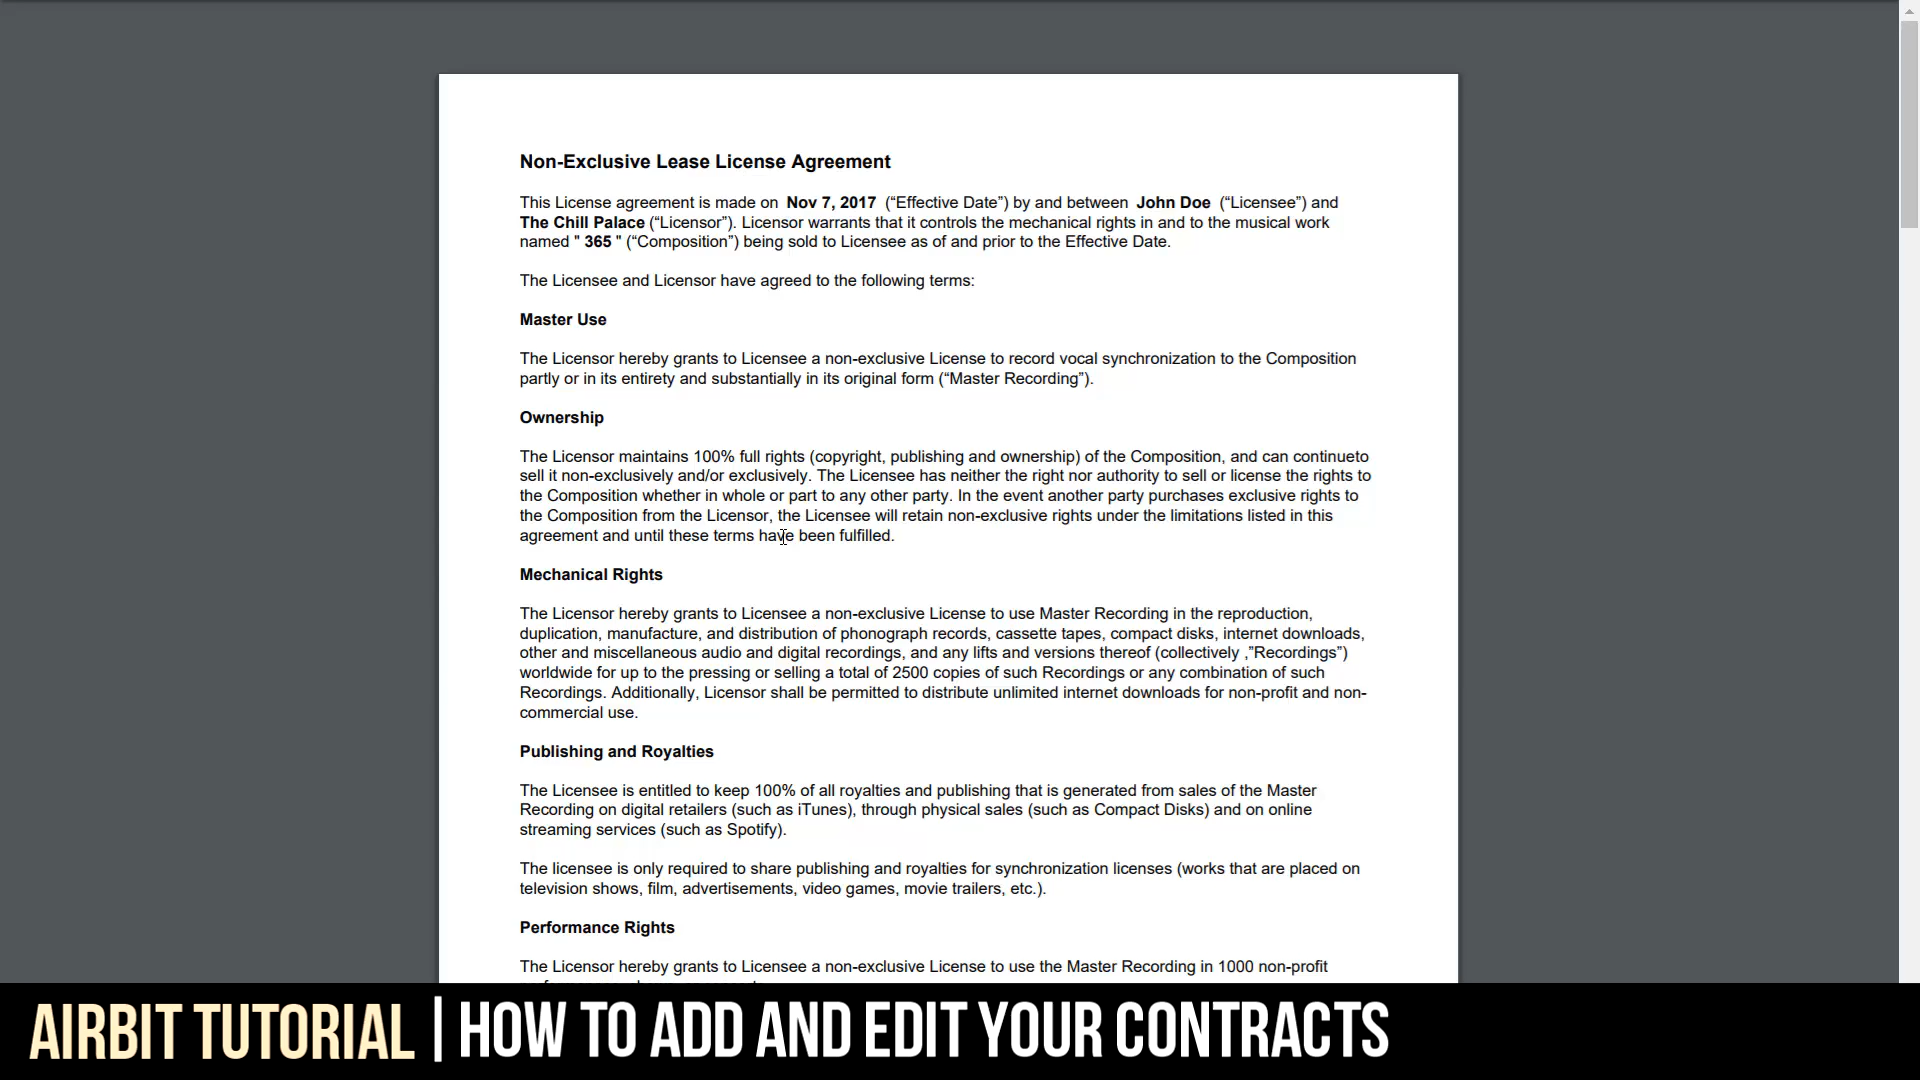 Non-Exclusive Lease License Agreement
This License agreement is made on Nov 7, 2017 (“Effective Date”) by and between John Doe (“Licensee”) and
The Chill Palace (“Licensor”). Licensor warrants that it controls the mechanical rights in and to the musical work
named " 365 " (“Composition”) being sold to Licensee as of and prior to the Effective Date.
The Licensee and Licensor have agreed to the following terms:
Master Use
The Licensor hereby grants to Licensee a non-exclusive License to record vocal synchronization to the Composition
partly or in its entirety and substantially in its original form (“Master Recording”).
Ownership
The Licensor maintains 100% full rights (copyright, publishing and ownership) of the Composition, and can continueto
sell it non-exclusively and/or exclusively. The Licensee has neither the right nor authority to sell or license the rights to
the Composition whether in whole or part to any other party. In the event another party purchases exclusive rights to
the Composition from the Licensor, the Licensee will retain non-exclusive rights under the limitations listed in this
agreement and until these terms have been fulfilled.
Mechanical Rights
The Licensor hereby grants to Licensee a non-exclusive License to use Master Recording in the reproduction,
duplication, manufacture, and distribution of phonograph records, cassette tapes, compact disks, internet downloads,
other and miscellaneous audio and digital recordings, and any lifts and versions thereof (collectively ,”Recordings”)
worldwide for up to the pressing or selling a total of 2500 copies of such Recordings or any combination of such
Recordings. Additionally, Licensor shall be permitted to distribute unlimited internet downloads for non-profit and non-
commercial use.
Publishing and Royalties
The Licensee is entitled to keep 100% of all royalties and publishing that is generated from sales of the Master
Recording on digital retailers (such as iTunes), through physical sales (such as Compact Disks) and on online
streaming services (such as Spotify).
The licensee is only required to share publishing and royalties for synchronization licenses (works that are placed on
television shows, film, advertisements, video games, movie trailers, etc.).
Performance Rights
The Licensor hereby grants to Licensee a non-exclusive License to use the Master Recording in 1000 non-profit
AIRBIT TUTORIAL | HOW TO ADD AND EDIT YOUR CONTRACTS